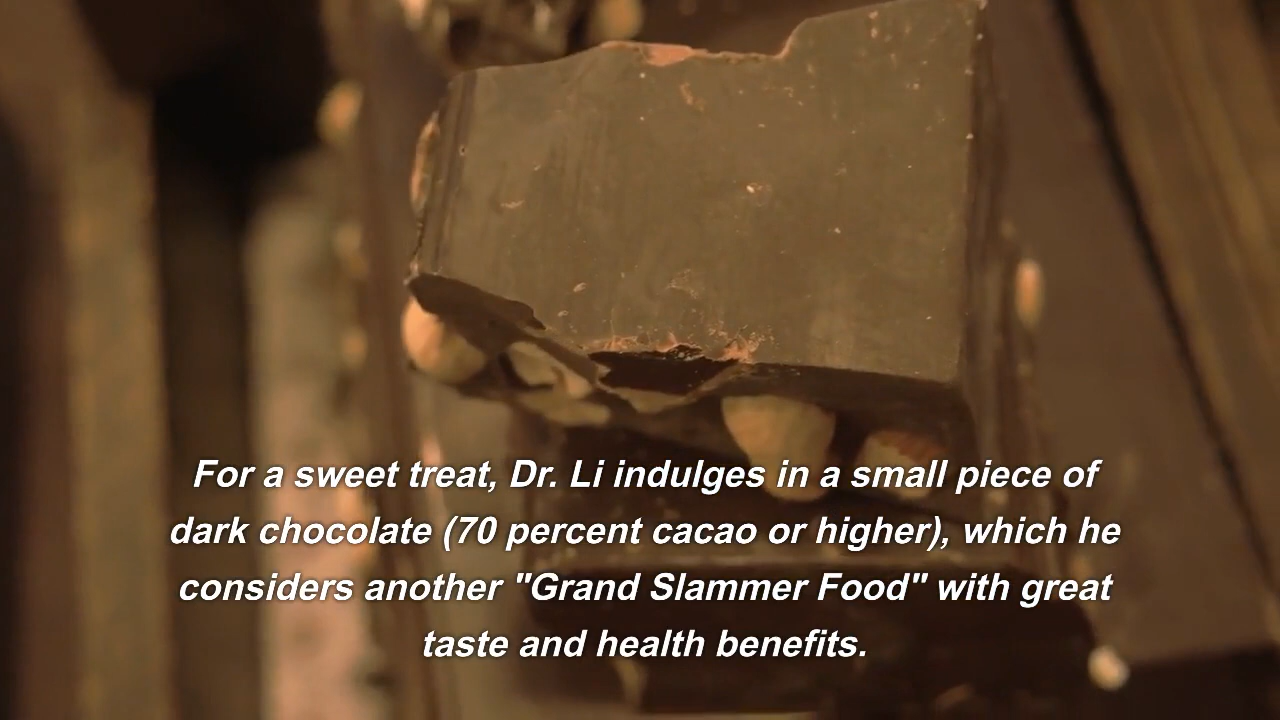 For a sweet treat, Dr. Li indulges in a small piece of
dark chocolate (70 percent cacao or higher), which he
considers another "Grand Slammer Food" with great
taste and health benefits.